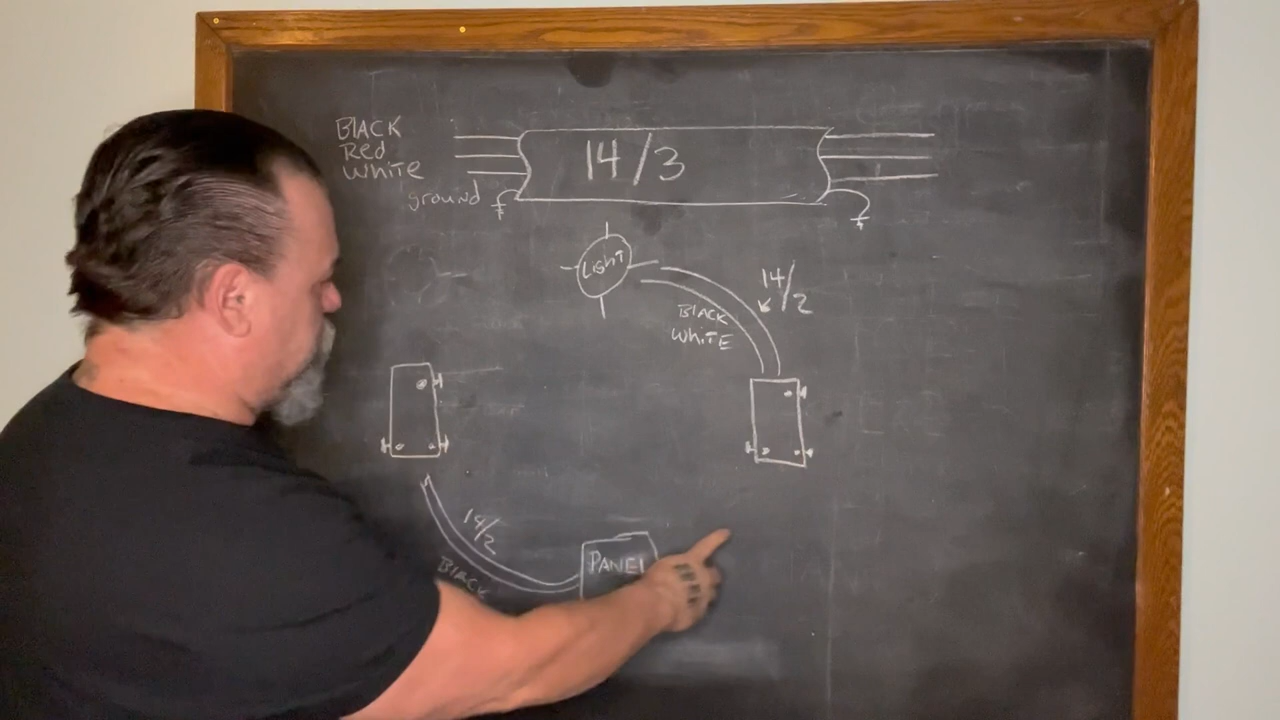 BLACK
Red
White
ground
14/3
LIGHT
14/2
BLACK
white
14/2
BLACK
PANEL